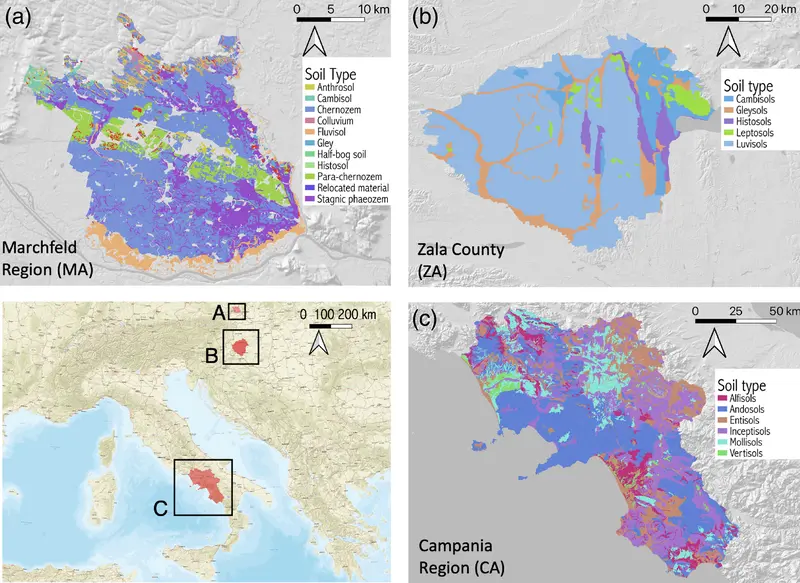 (a)
0 5 10 km
Soil Type
Anthrosol
Cambisol
Chernozem
Colluvium
Fluvisol
Gley
Half-bog soil
Histosol
Para-chernozem
Relocated material
Stagnic phaeozem
Marchfeld
Region (MA)
(b)
0 10 20 km
Soil type
Cambisols
Gleysols
Histosols
Leptosols
Luvisols
Zala County
(ZA)
A
B
C
0 100 200 km
(c)
0 25 50 km
Soil type
Alfisols
Andosols
Entisols
Inceptisols
Mollisols
Vertisols
Campania
Region (CA)